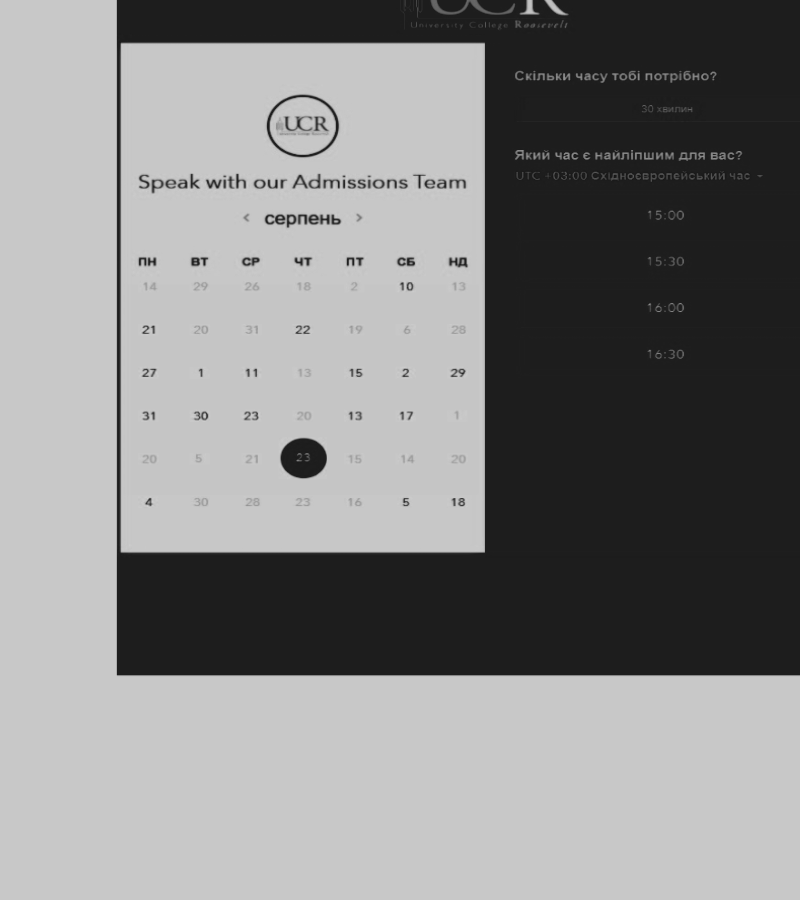 UCR
University College Roosevelt
UCR
Speak with our Admissions Team
< серпень >
ПН ВТ СР ЧТ ПТ СБ НД
14 29 26 18 2 10 13
21 20 31 22 19 6 28
27 1 11 13 15 2 29
31 30 23 20 13 17 1
20 5 21 23 15 14 20
4 30 28 23 16 5 18
Скільки часу тобі потрібно?
30 хвилин
Який час є найліпшим для вас?
UTC +03:00 Східноєвропейський час
15:00
15:30
16:00
16:30